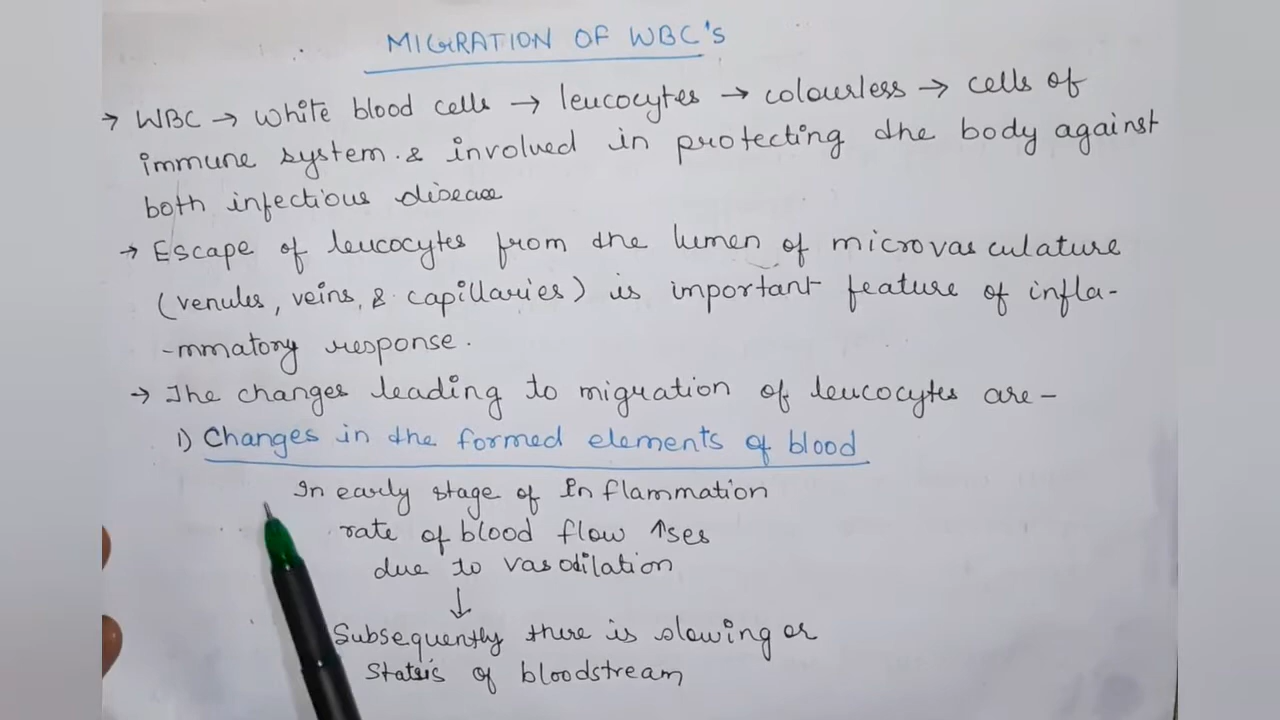 MIGRATION OF WBC's
→ WBC → White blood cells → leucocytes → colourless → cells of
immune system. & involved in protecting the body against
both infectious disease
→ Escape of leucocytes from the lumen of microvasculature
(venules, veins, & capillaries) is important feature of infla-
-mmatory response.
→ The changes leading to migration of leucocytes are -
1) Changes in the formed elements of blood
In early stage of Inflammation
rate of blood flow ↑ses
due to vasodilation
↓
Subsequently there is slowing or
Statsis of bloodstream